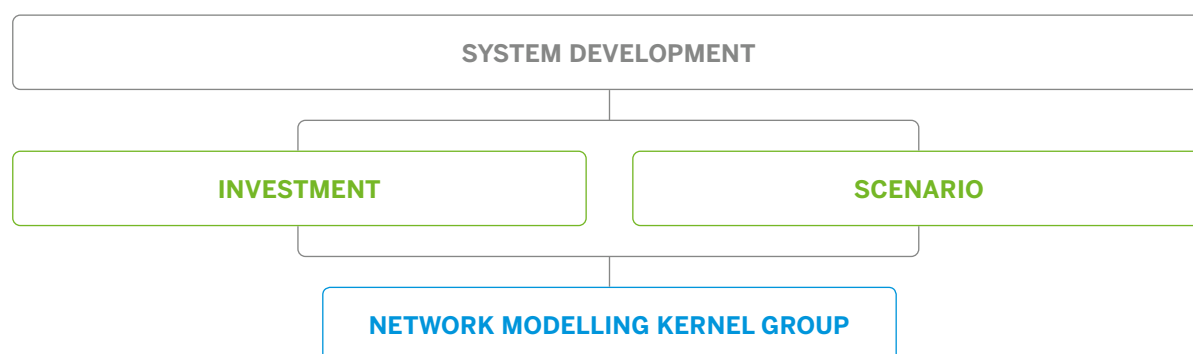 SYSTEM DEVELOPMENT
INVESTMENT
SCENARIO
NETWORK MODELLING KERNEL GROUP